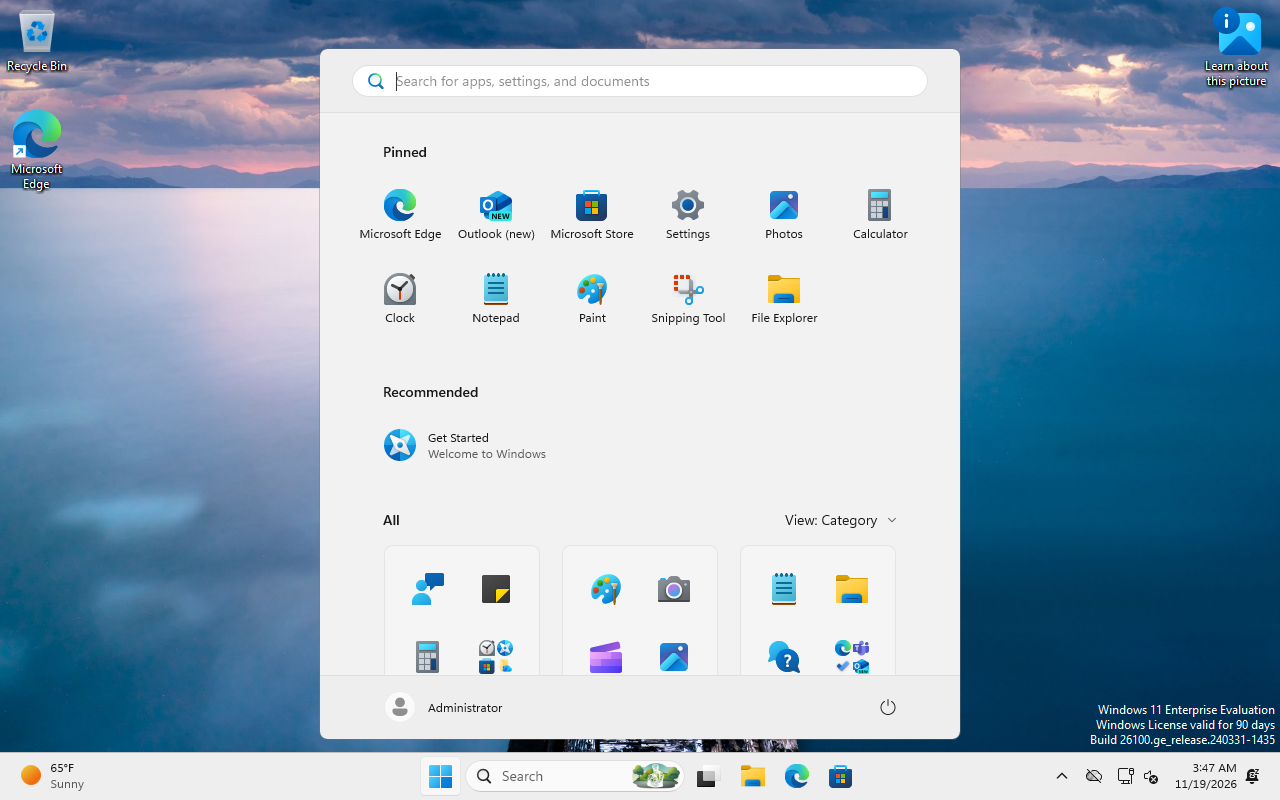 Recycle Bin
Microsoft
Edge
Learn about
this picture
Search for apps, settings, and documents
Pinned
Microsoft Edge
Outlook (new)
Microsoft Store
Settings
Photos
Calculator
Clock
Notepad
Paint
Snipping Tool
File Explorer
Recommended
Get Started
Welcome to Windows
All
View: Category
Administrator
Windows 11 Enterprise Evaluation
Windows License valid for 90 days
Build 26100.ge_release.240331-1435
65°F
Sunny
Search
3:47 AM
11/19/2026